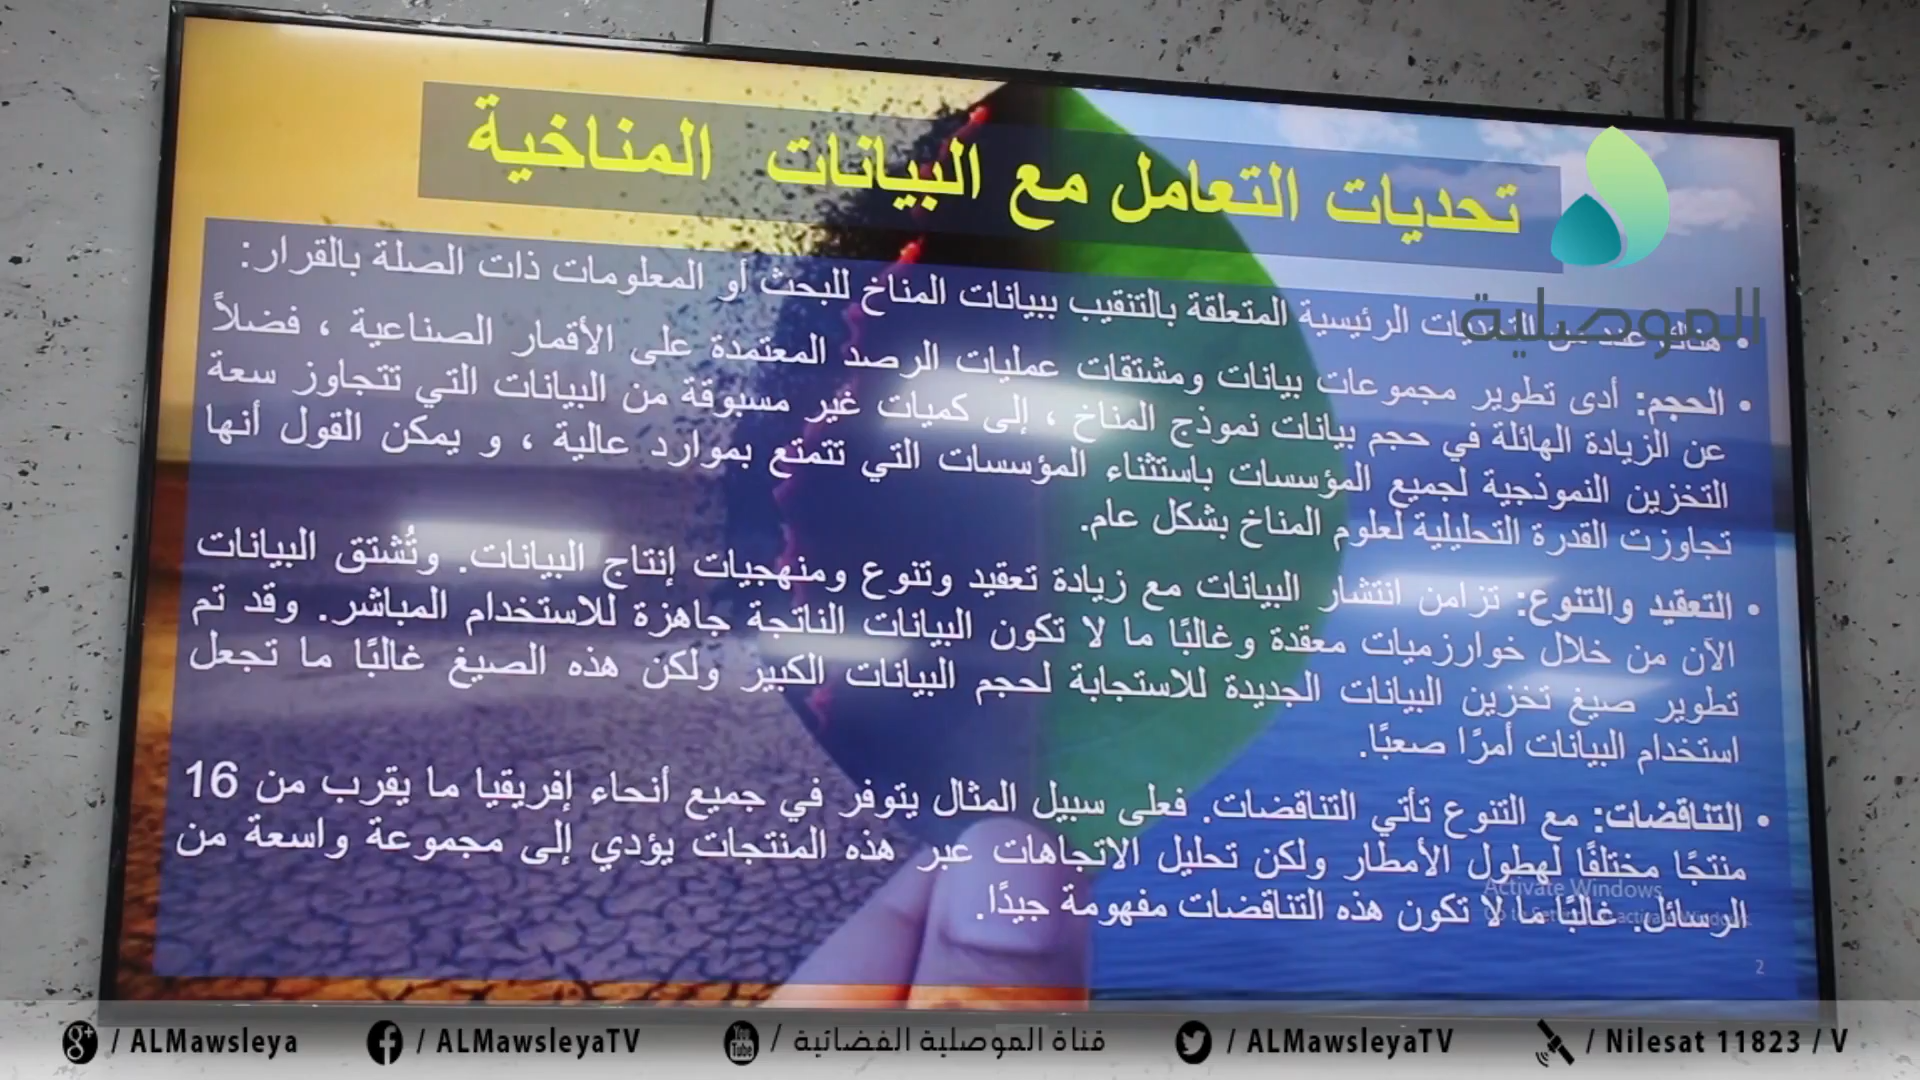 تحديات التعامل مع البيانات المناخية
الموصلية
• هناك عدد من التحديات الرئيسية المتعلقة بالتنقيب ببيانات المناخ للبحث أو المعلومات ذات الصلة بالقرار:
• الحجم: أدى تطوير مجموعات بيانات ومشتقات عمليات الرصد المعتمدة على الأقمار الصناعية ، فضلاً
عن الزيادة الهائلة في حجم بيانات نموذج المناخ ، إلى كميات غير مسبوقة من البيانات التي تتجاوز سعة
التخزين النموذجية لجميع المؤسسات باستثناء المؤسسات التي تتمتع بموارد عالية ، و يمكن القول أنها
تجاوزت القدرة التحليلية لعلوم المناخ بشكل عام.
• التعقيد والتنوع: تزامن انتشار البيانات مع زيادة تعقيد وتنوع ومنهجيات إنتاج البيانات. وتُشتق البيانات
الآن من خلال خوارزميات معقدة وغالبًا ما لا تكون البيانات الناتجة جاهزة للاستخدام المباشر. وقد تم
تطوير صيغ تخزين البيانات الجديدة للاستجابة لحجم البيانات الكبير ولكن هذه الصيغ غالبًا ما تجعل
استخدام البيانات أمرًا صعبًا.
• التناقضات: مع التنوع تأتي التناقضات. فعلى سبيل المثال يتوفر في جميع أنحاء إفريقيا ما يقرب من 16
منتجًا مختلفًا لهطول الأمطار ولكن تحليل الاتجاهات عبر هذه المنتجات يؤدي إلى مجموعة واسعة من
الرسائل. غالبًا ما لا تكون هذه التناقضات مفهومة جيدًا.
Activate Windows
Go to Settings to activate Windows.
2
/ ALMawsleya
/ ALMawsleyaTV
You Tube / قناة الموصلية الفضائية
/ ALMawsleyaTV
/ Nilesat 11823 / V